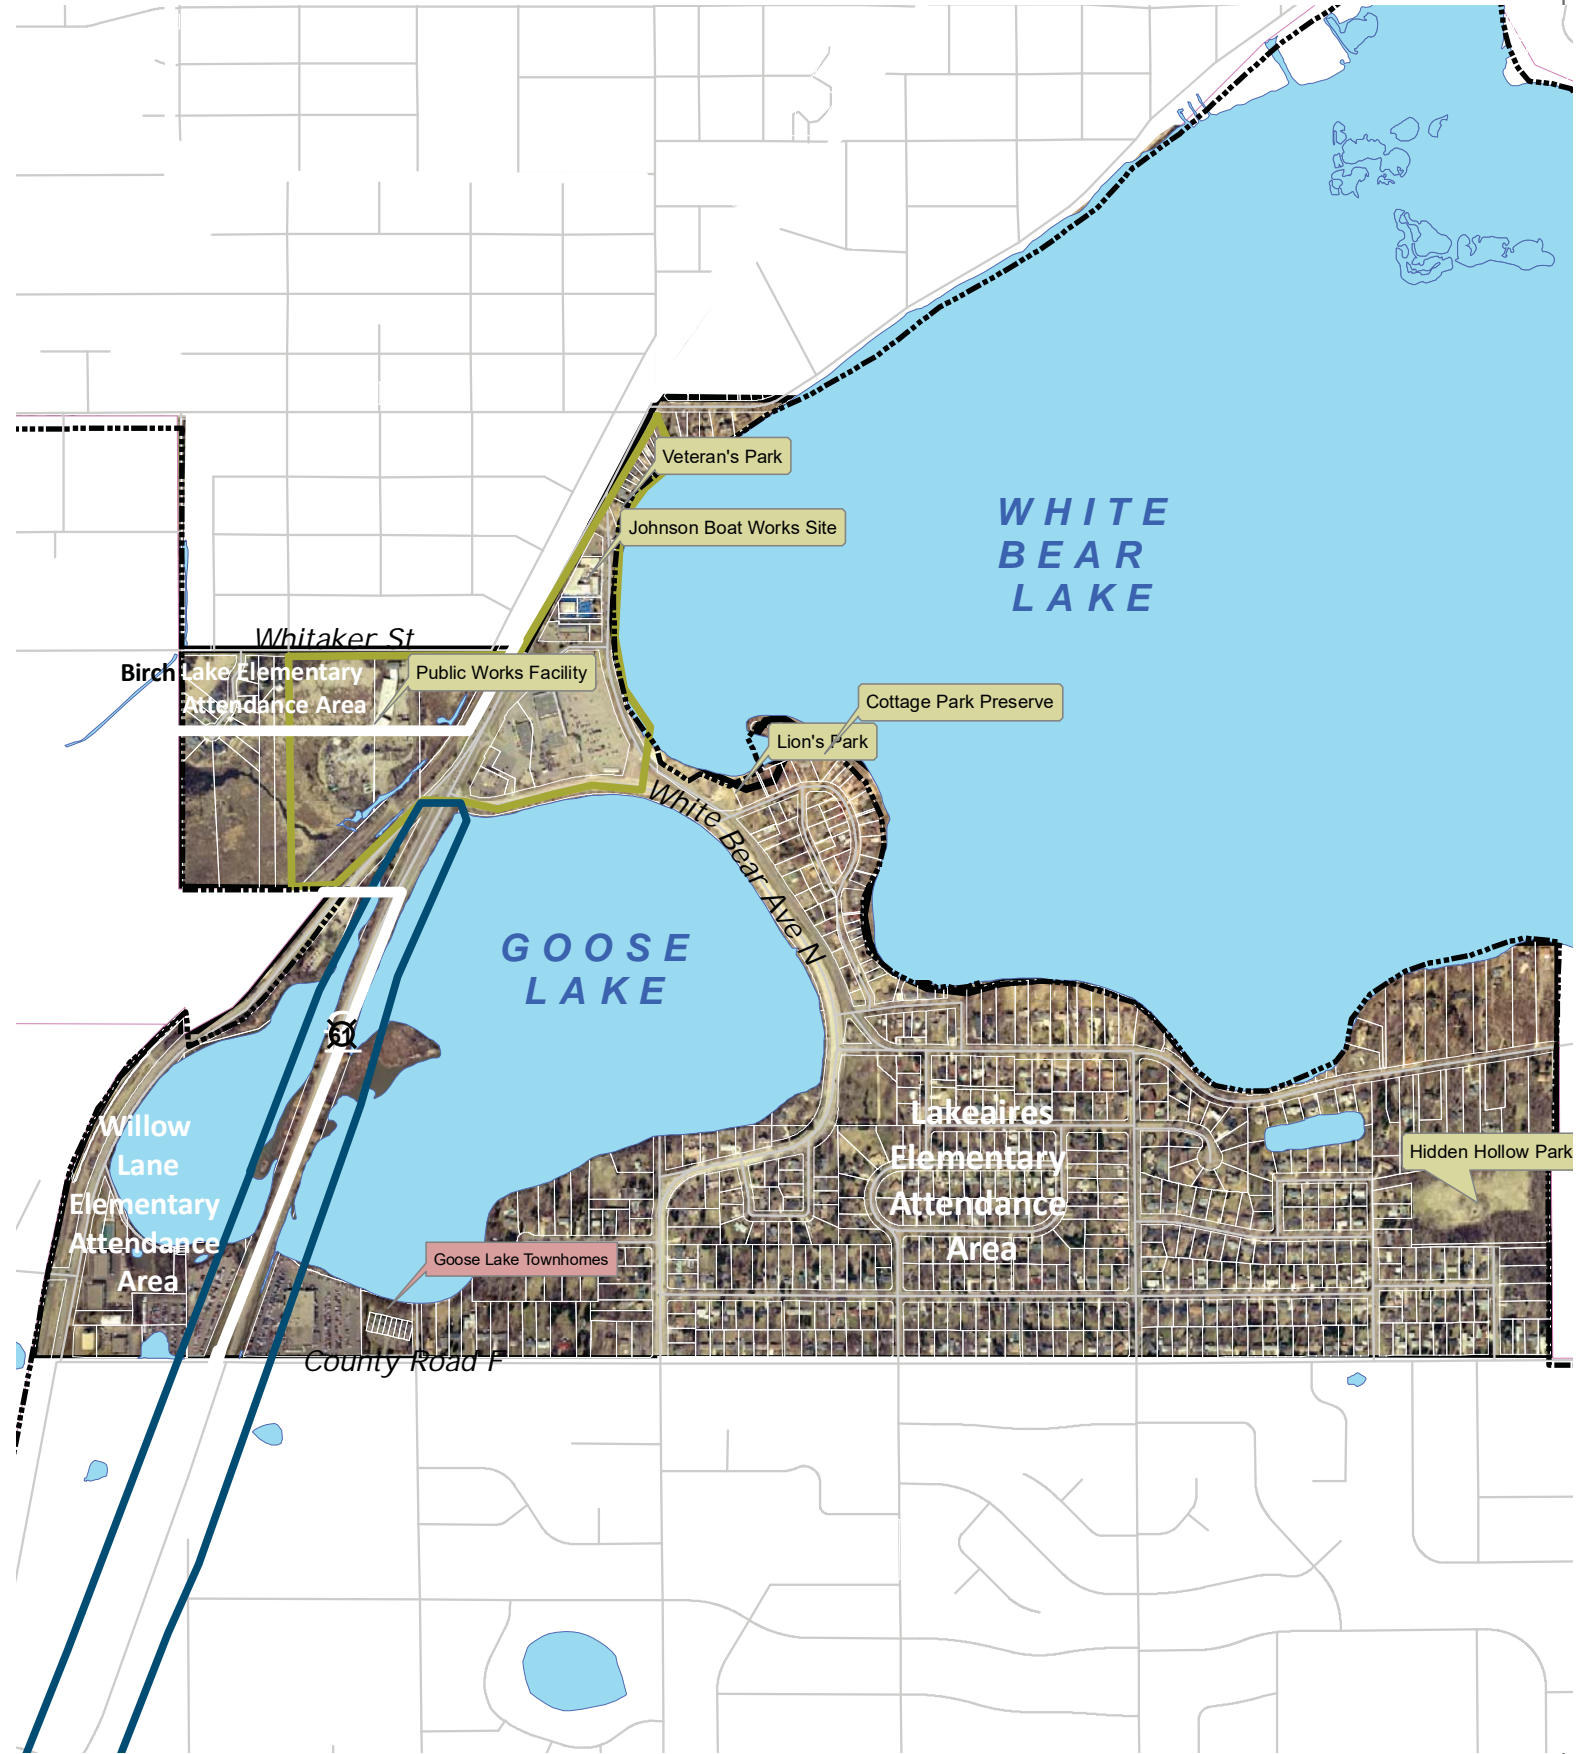 Veteran's Park
WHITE
BEAR
LAKE
Johnson Boat Works Site
Whitaker St
Birch Lake Elementary
Attendance Area
Public Works Facility
Cottage Park Preserve
Lion's Park
White Bear Ave N
GOOSE
LAKE
61
Willow
Lane
Elementary
Attendance
Area
Lakeaires
Elementary
Attendance
Area
Hidden Hollow Park
Goose Lake Townhomes
County Road F